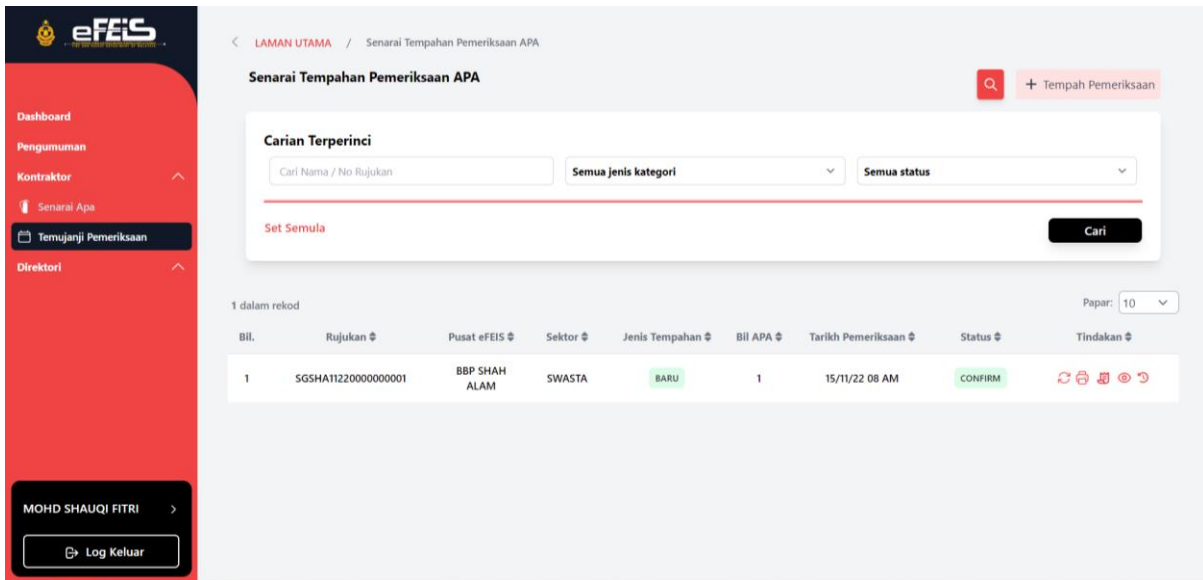 eFEiS
LAMAN UTAMA / Senarai Tempahan Pemeriksaan APA
Senarai Tempahan Pemeriksaan APA
+ Tempah Pemeriksaan
Dashboard
Pengumuman
Kontraktor
Senarai Apa
Temujanji Pemeriksaan
Direktori
Carian Terperinci
Cari Nama / No Rujukan
Semua jenis kategori
Semua status
Set Semula
Cari
1 dalam rekod
Papar: 10
Bil. Rujukan Pusat eFEIS Sektor Jenis Tempahan Bil APA Tarikh Pemeriksaan Status Tindakan
1 SGSHA11220000000001 BBP SHAH ALAM SWASTA BARU 1 15/11/22 08 AM CONFIRM
MOHD SHAUQI FITRI
Log Keluar